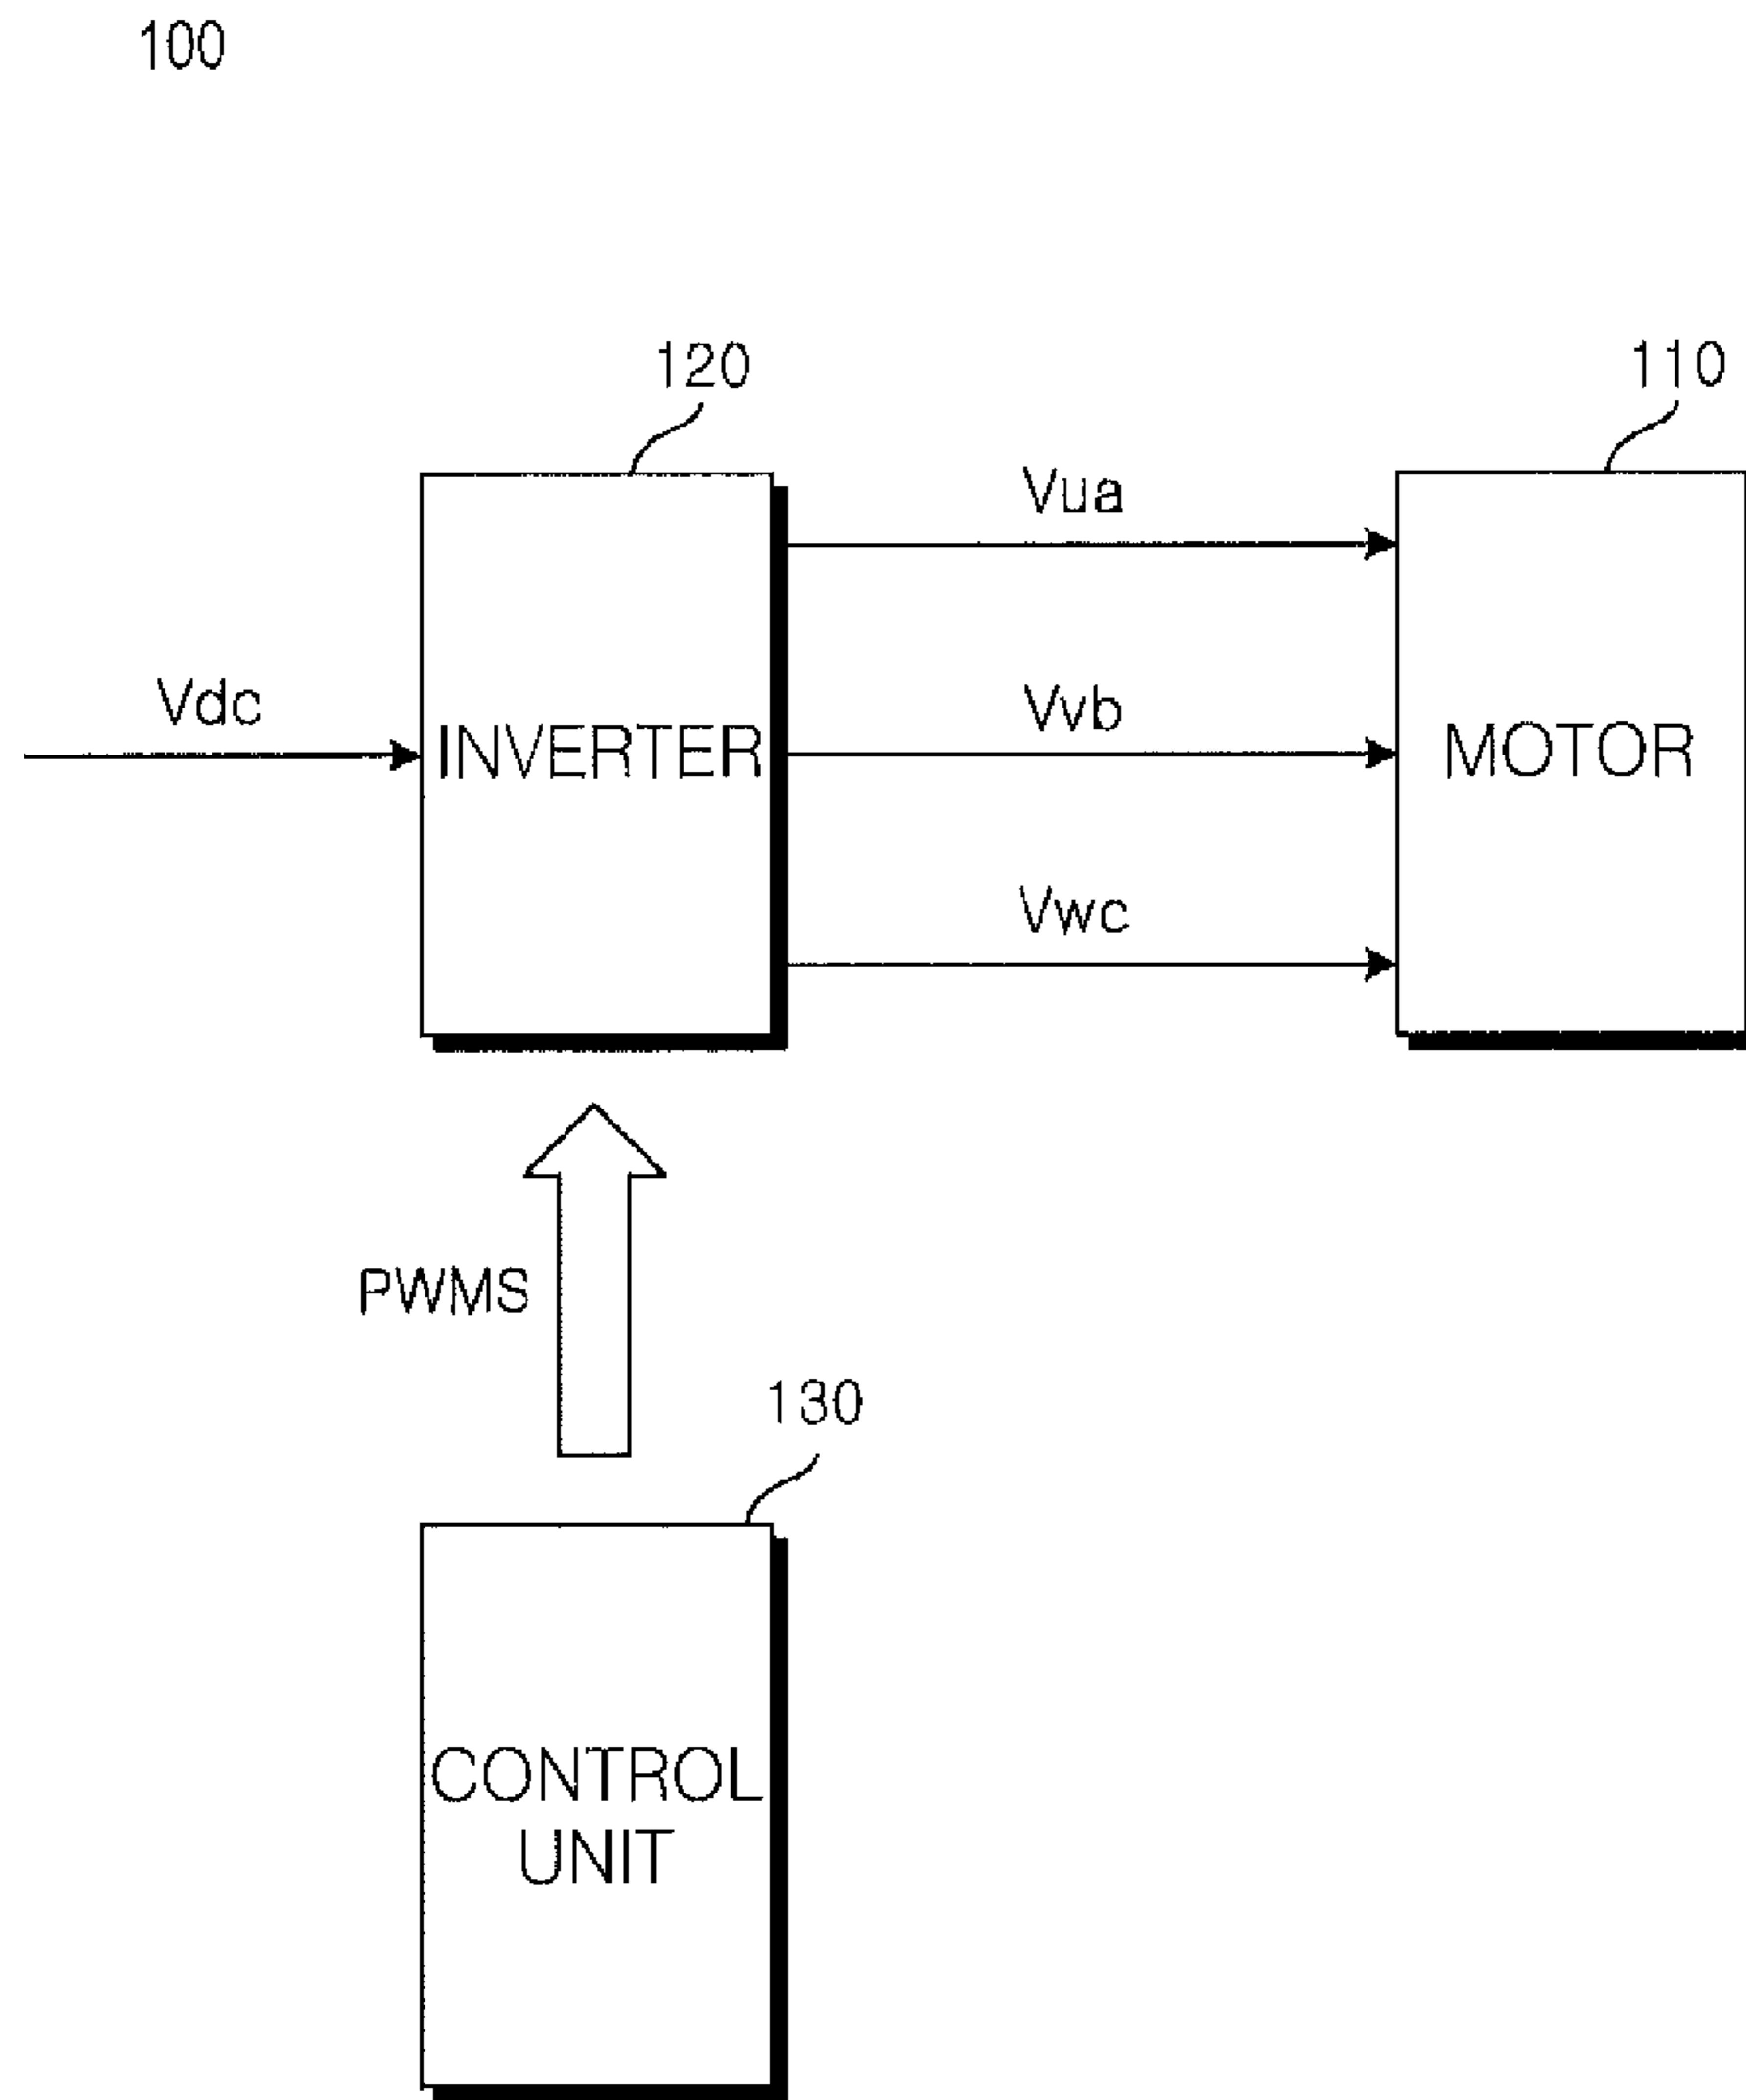 100
120
110
Vua
Vdc
Vvb
INVERTER
MOTOR
Vwc
PWMS
130
CONTROL
UNIT